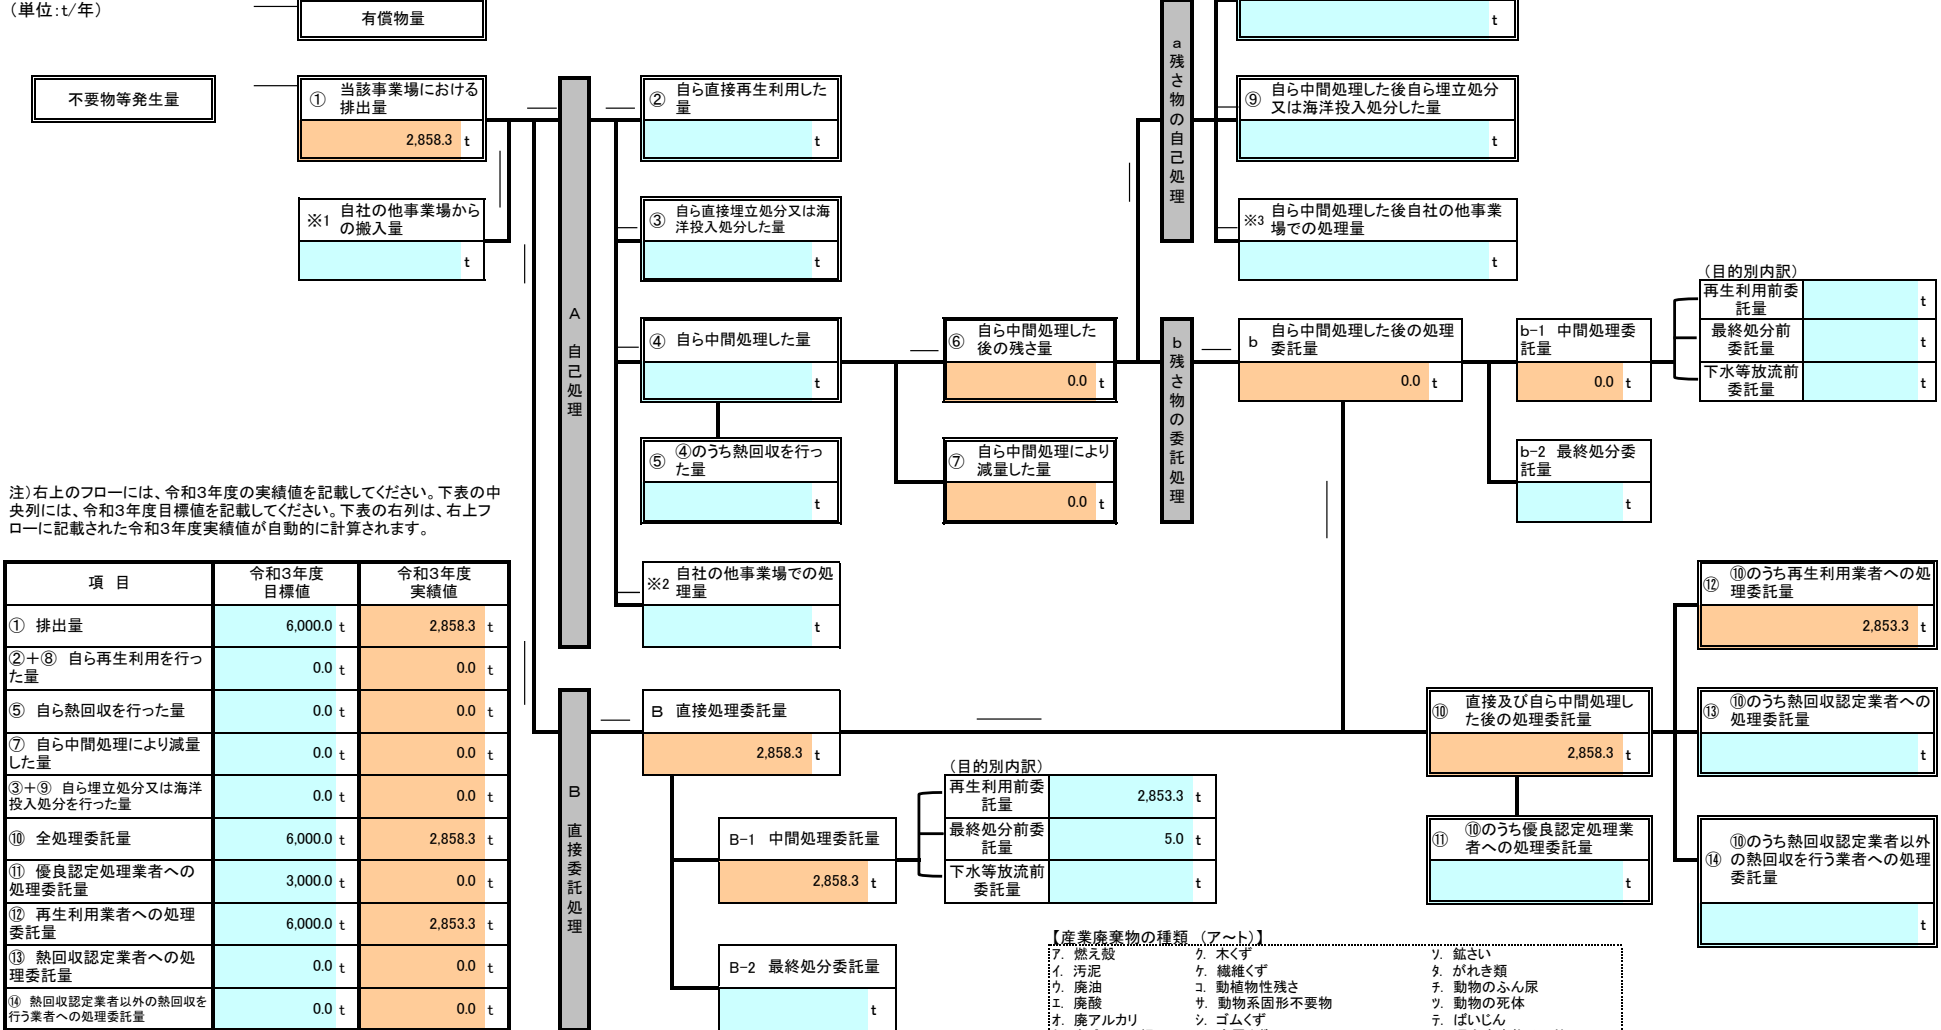 （単位：t/年）
有償物量
t
不要物等発生量
① 当該事業場における
排出量
2,858.3 t
※1 自社の他事業場から
の搬入量
t
A 自己処理
② 自ら直接再生利用した
量
t
③ 自ら直接埋立処分又は海
洋投入処分した量
t
④ 自ら中間処理した量
t
⑤ ④のうち熱回収を行っ
た量
t
※2 自社の他事業場での処
理量
t
⑥ 自ら中間処理した
後の残さ量
0.0 t
⑦ 自ら中間処理により
減量した量
0.0 t
a 残さ物の自己処理
⑨ 自ら中間処理した後自ら埋立処分
又は海洋投入処分した量
t
※3 自ら中間処理した後自社の他事業
場での処理量
t
b 残さ物の委託処理
b 自ら中間処理した後の処理
委託量
0.0 t
b-1 中間処理委
託量
0.0 t
b-2 最終処分委
託量
t
（目的別内訳）
再生利用前委
託量
t
最終処分前
委託量
t
下水等放流前
委託量
t
注）右上のフローには、令和3年度の実績値を記載してください。下表の中
央列には、令和3年度目標値を記載してください。下表の右列は、右上フ
ローに記載された令和3年度実績値が自動的に計算されます。
項 目
令和3年度
目標値
令和3年度
実績値
① 排出量 6,000.0 t 2,858.3 t
②＋⑧ 自ら再生利用を行っ
た量 0.0 t 0.0 t
⑤ 自ら熱回収を行った量 0.0 t 0.0 t
⑦ 自ら中間処理により減量
した量 0.0 t 0.0 t
③＋⑨ 自ら埋立処分又は海洋
投入処分を行った量 0.0 t 0.0 t
⑩ 全処理委託量 6,000.0 t 2,858.3 t
⑪ 優良認定処理業者への
処理委託量 3,000.0 t 0.0 t
⑫ 再生利用業者への処理
委託量 6,000.0 t 2,853.3 t
⑬ 熱回収認定業者への処
理委託量 0.0 t 0.0 t
⑭ 熱回収認定業者以外の熱回収を
行う業者への処理委託量 0.0 t 0.0 t
B 直接委託処理
B 直接処理委託量
2,858.3 t
B-1 中間処理委託量
2,858.3 t
B-2 最終処分委託量
t
（目的別内訳）
再生利用前委
託量
2,853.3 t
最終処分前委
託量
5.0 t
下水等放流前
委託量
t
⑩ 直接及び自ら中間処理し
た後の処理委託量
2,858.3 t
⑪ ⑩のうち優良認定処理業
者への処理委託量
t
⑫ ⑩のうち再生利用業者への処
理委託量
2,853.3 t
⑬ ⑩のうち熱回収認定業者への
処理委託量
t
⑭ ⑩のうち熱回収認定業者以外
の熱回収を行う業者への処理
委託量
t
【産業廃棄物の種類 （ア～ト）】
ア. 燃え殻 ク. 木くず ソ. 鉱さい
イ. 汚泥 ケ. 繊維くず タ. がれき類
ウ. 廃油 コ. 動植物性残さ チ. 動物のふん尿
エ. 廃酸 サ. 動物系固形不要物 ツ. 動物の死体
オ. 廃アルカリ シ. ゴムくず テ. ばいじん